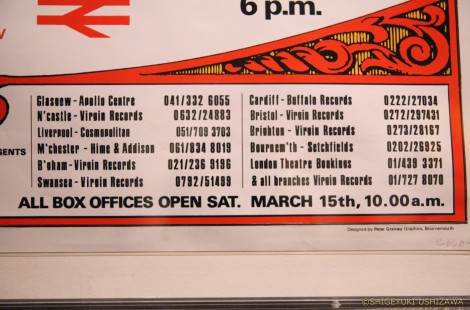 6 p.m.
Glasgow - Apollo Centre 041/332 6055
N'castle - Virgin Records 0632/24883
Liverpool - Cosmopolitan 051/709 3703
M'chester - Hime & Addison 061/834 8019
B'gham - Virgin Records 021/236 9196
Swansea - Virgin Records 0792/51499
Cardiff - Buffalo Records 0222/27034
Bristol - Virgin Records 0272/297431
Brighton - Virgin Records 0273/28167
Bournem'th - Setchfields 0202/26925
London Theatre Bookings 01/439 3371
& all branches Virgin Records 01/727 8070
GENTS
ALL BOX OFFICES OPEN SAT. MARCH 15th, 10.00 a.m.
Designed by Peter Grainey Graphics, Bournemouth
©SHIGEYUKI USHIZAWA